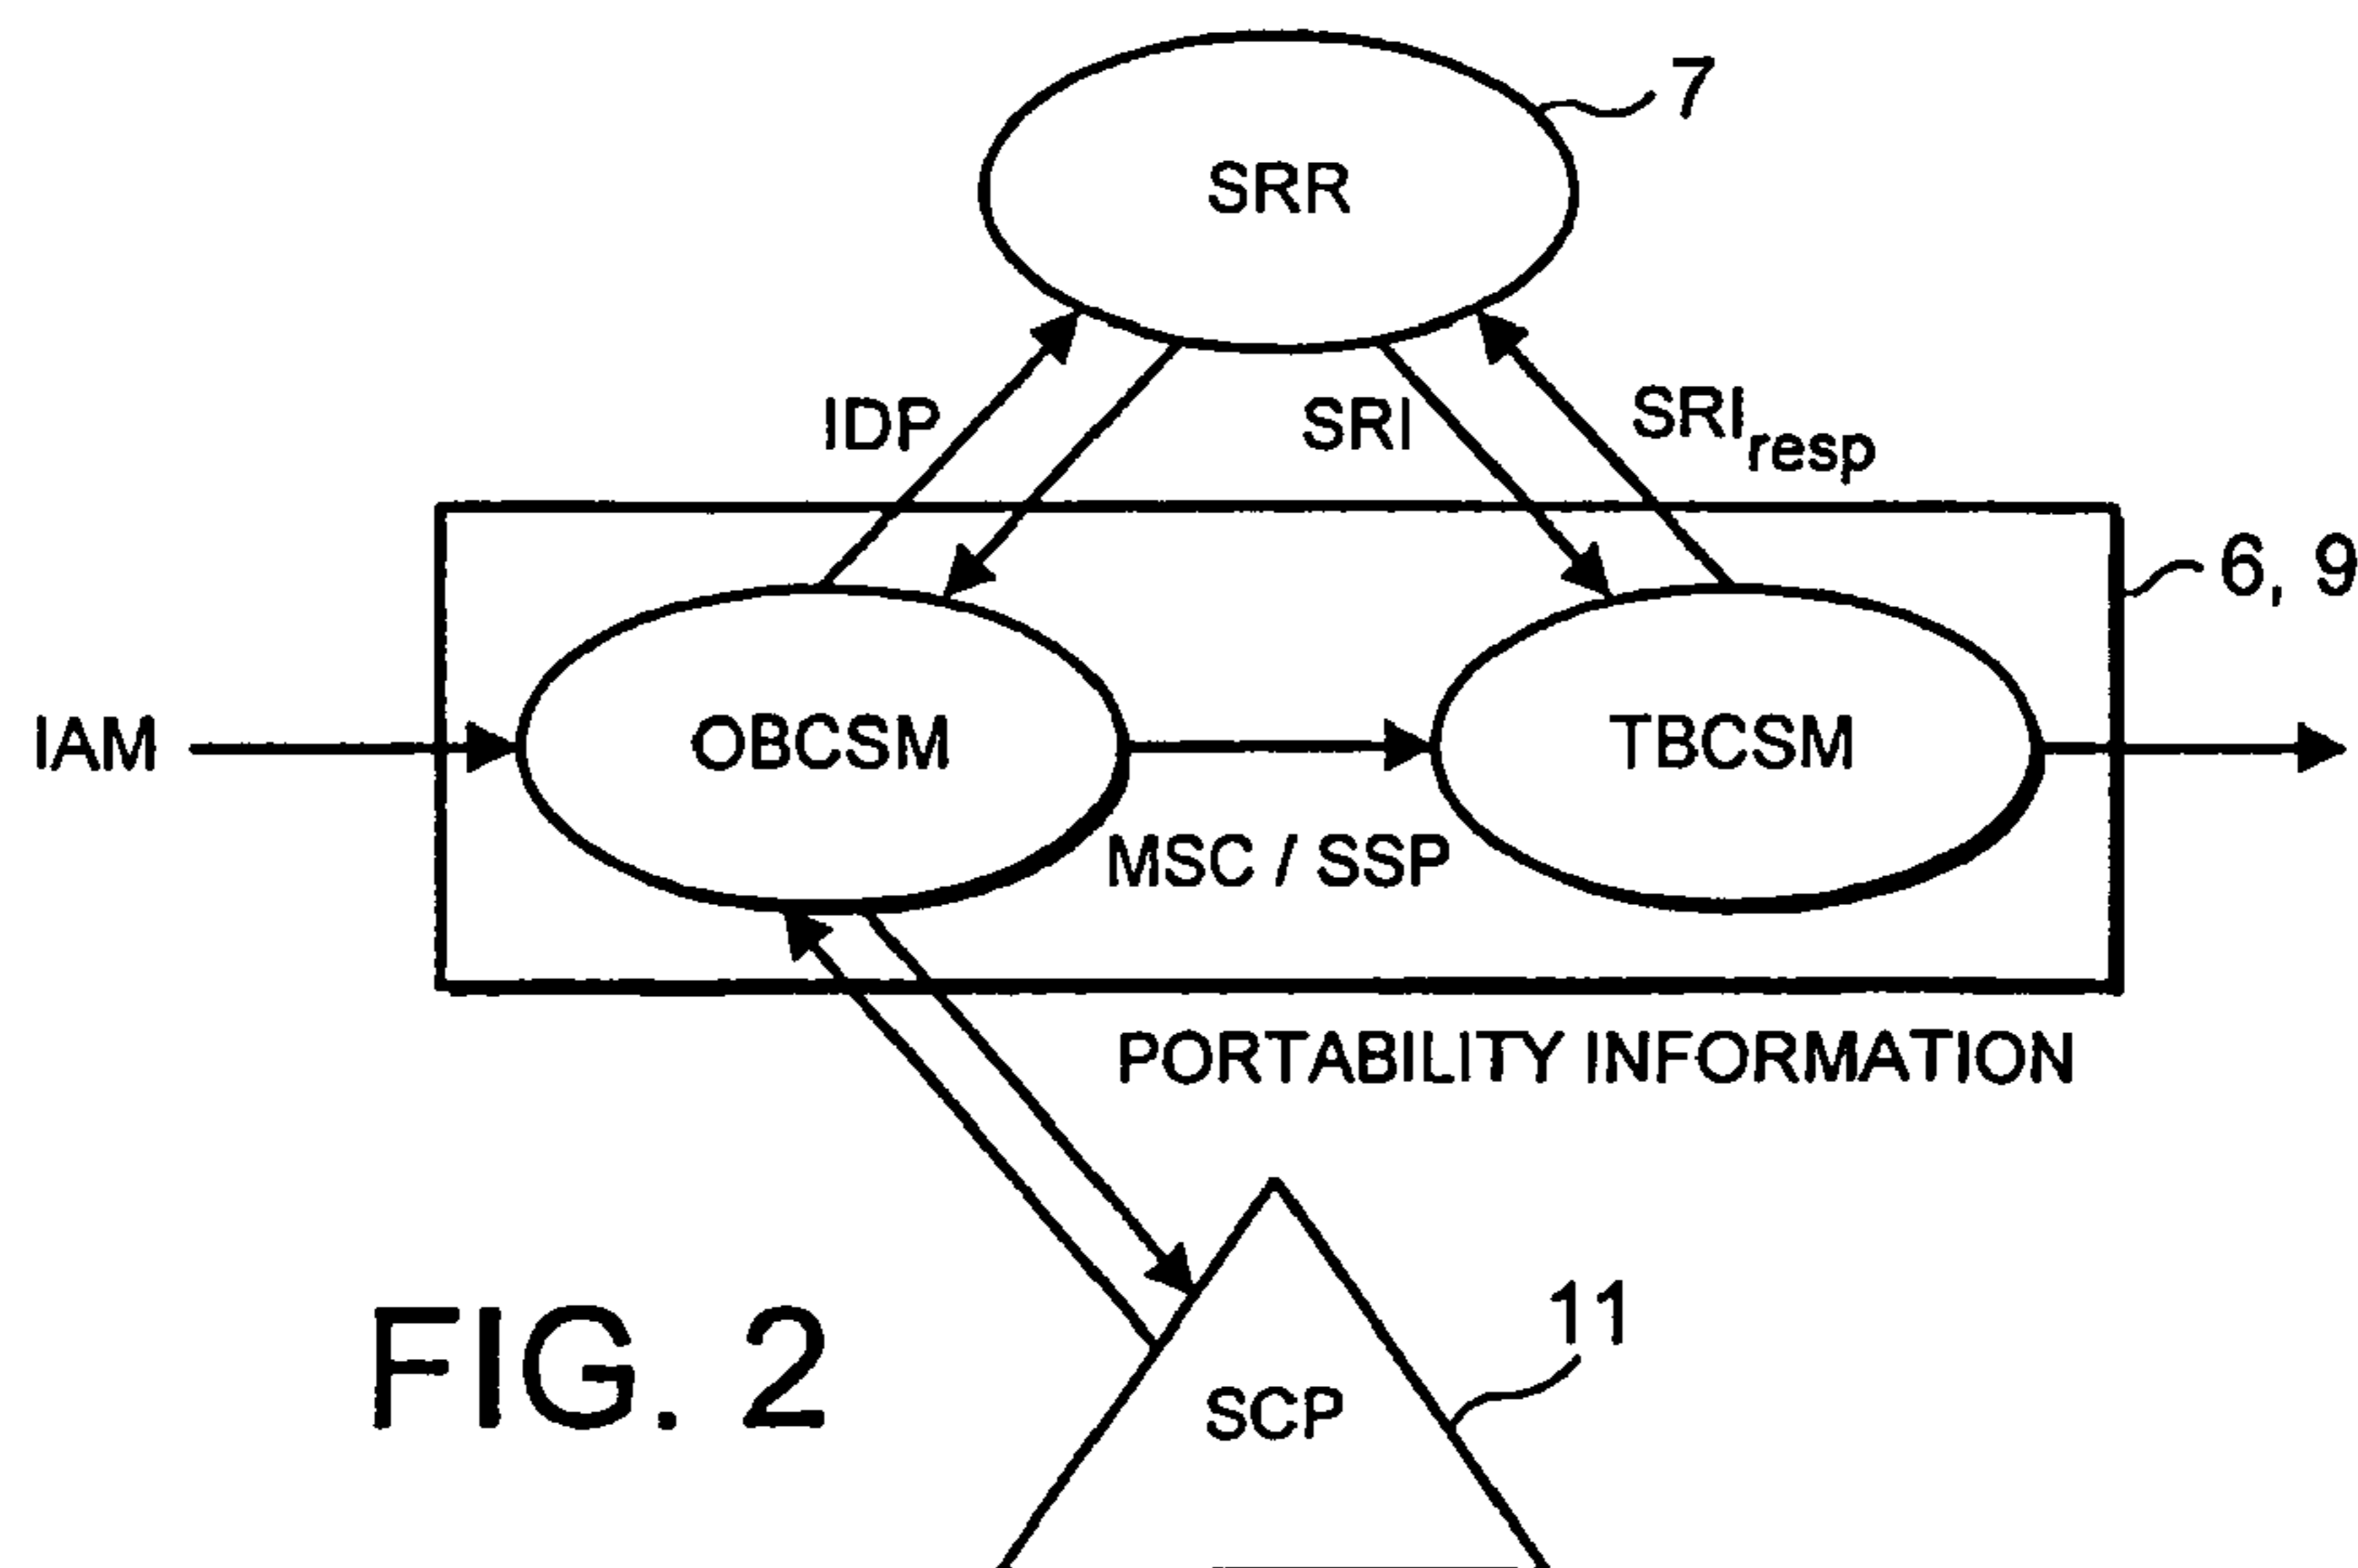 7
SRR
IDP
SRI
SRIresp
6, 9
IAM
OBCSM
TBCSM
MSC / SSP
PORTABILITY INFORMATION
11
SCP
FIG. 2